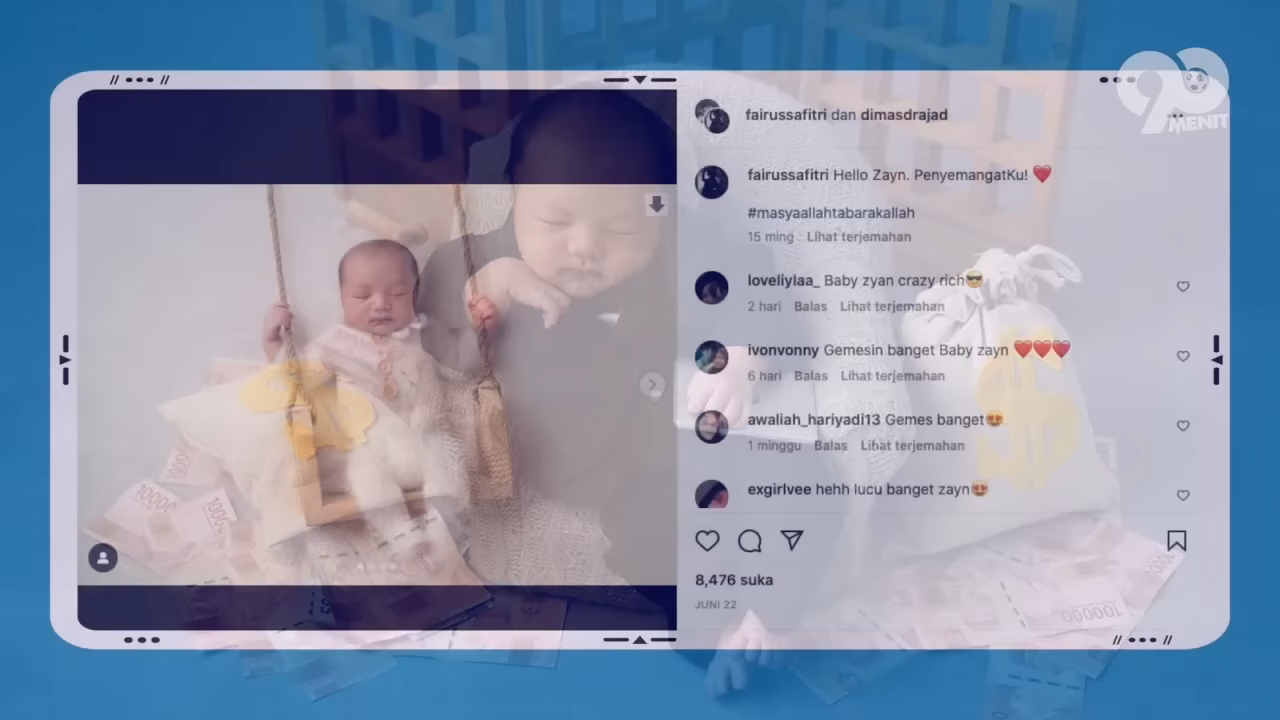 90
MENIT
fairussafitri dan dimasdrajad
fairussafitri Hello Zayn. PenyemangatKu! ❤️
#masyaallahtabarakallah
15 ming Lihat terjemahan
loveliylaa_ Baby zyan crazy rich😎
2 hari Balas Lihat terjemahan
ivonvonny Gemesin banget Baby zayn ❤️❤️❤️
6 hari Balas Lihat terjemahan
awaliah_hariyadi13 Gemes banget😍
1 minggu Balas Lihat terjemahan
exgirlvee hehh lucu banget zayn😍
8,476 suka
JUNI 22
$
$
100000